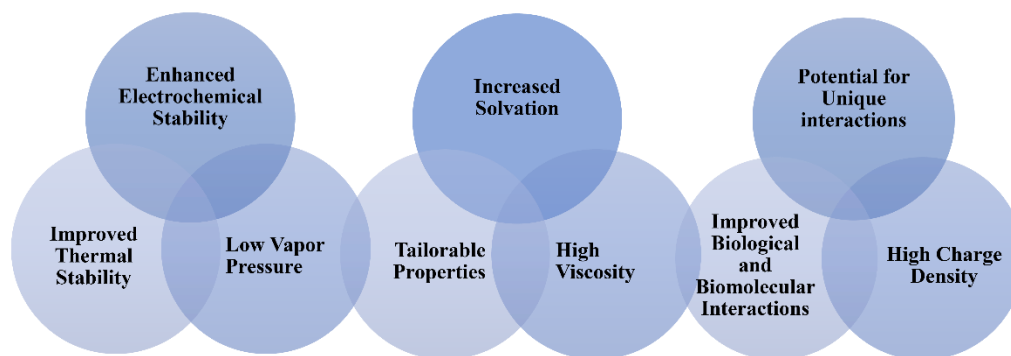 Enhanced
Electrochemical
Stability
Increased
Solvation
Potential for
Unique
interactions
Improved
Thermal
Stability
Low Vapor
Pressure
Tailorable
Properties
High
Viscosity
Improved
Biological
and
Biomolecular
Interactions
High Charge
Density